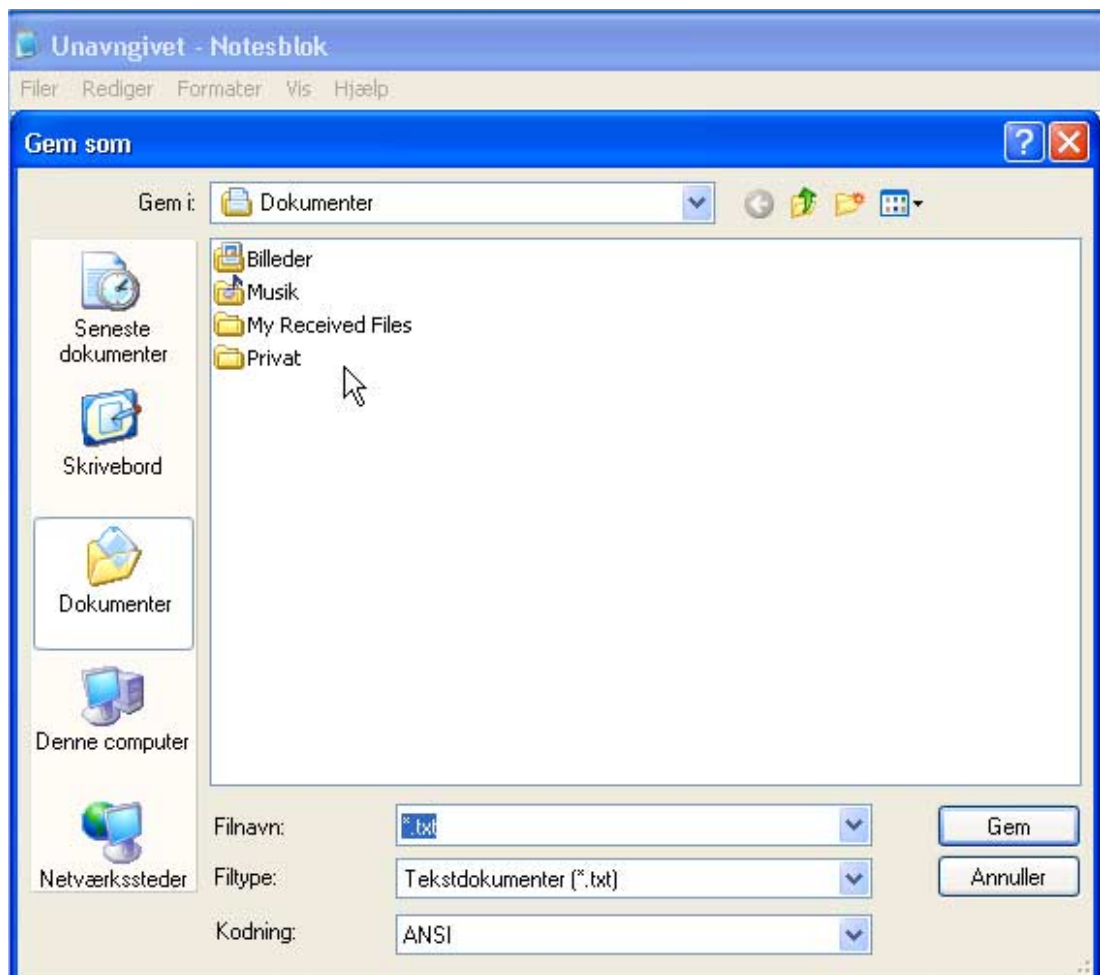 Unavngivet - Notesblok
Filer Rediger Formater Vis Hjælp
Gem som
Gem i: Dokumenter
Billeder
Musik
My Received Files
Privat
Seneste
dokumenter
Skrivebord
Dokumenter
Denne computer
Netværkssteder
Filnavn: *.txt Gem
Filtype: Tekstdokumenter (*.txt) Annuller
Kodning: ANSI